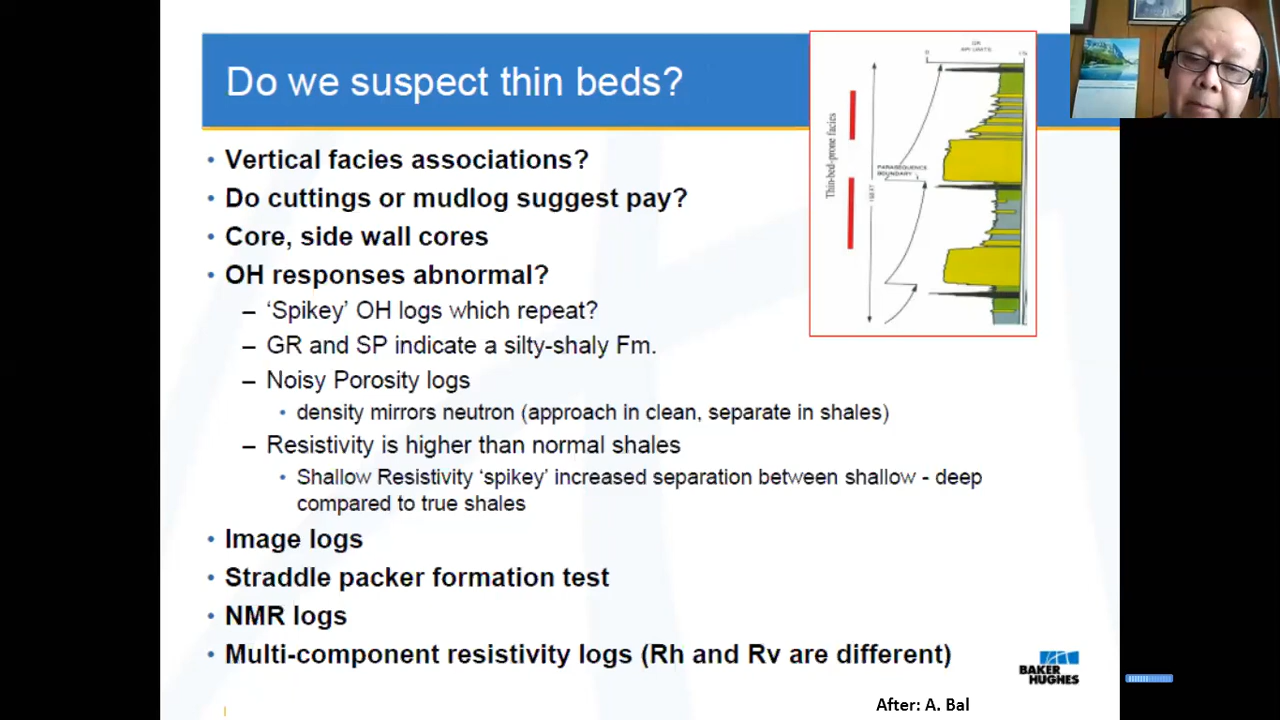 Do we suspect thin beds?
GR
API UNITS
0
Thin-bed-prone facies
PARASEQUENCE
BOUNDARY
• Vertical facies associations?
• Do cuttings or mudlog suggest pay?
• Core, side wall cores
• OH responses abnormal?
– ‘Spikey’ OH logs which repeat?
– GR and SP indicate a silty-shaly Fm.
– Noisy Porosity logs
• density mirrors neutron (approach in clean, separate in shales)
– Resistivity is higher than normal shales
• Shallow Resistivity ‘spikey’ increased separation between shallow - deep
compared to true shales
• Image logs
• Straddle packer formation test
• NMR logs
• Multi-component resistivity logs (Rh and Rv are different)
BAKER
HUGHES
After: A. Bal